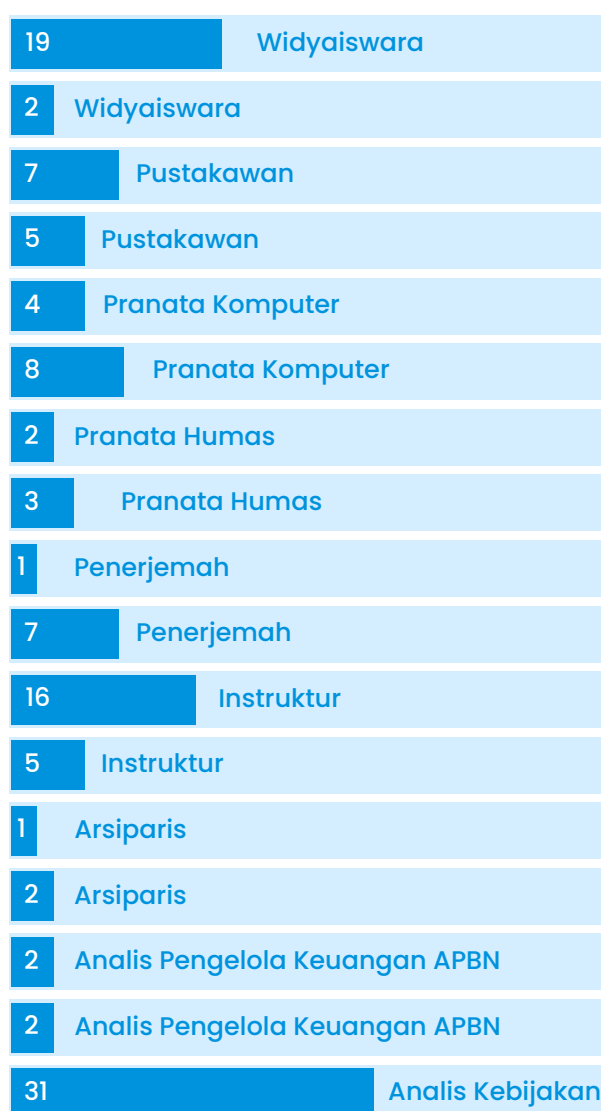 19 Widyaiswara
2 Widyaiswara
7 Pustakawan
5 Pustakawan
4 Pranata Komputer
8 Pranata Komputer
2 Pranata Humas
3 Pranata Humas
1 Penerjemah
7 Penerjemah
16 Instruktur
5 Instruktur
1 Arsiparis
2 Arsiparis
2 Analis Pengelola Keuangan APBN
2 Analis Pengelola Keuangan APBN
31 Analis Kebijakan